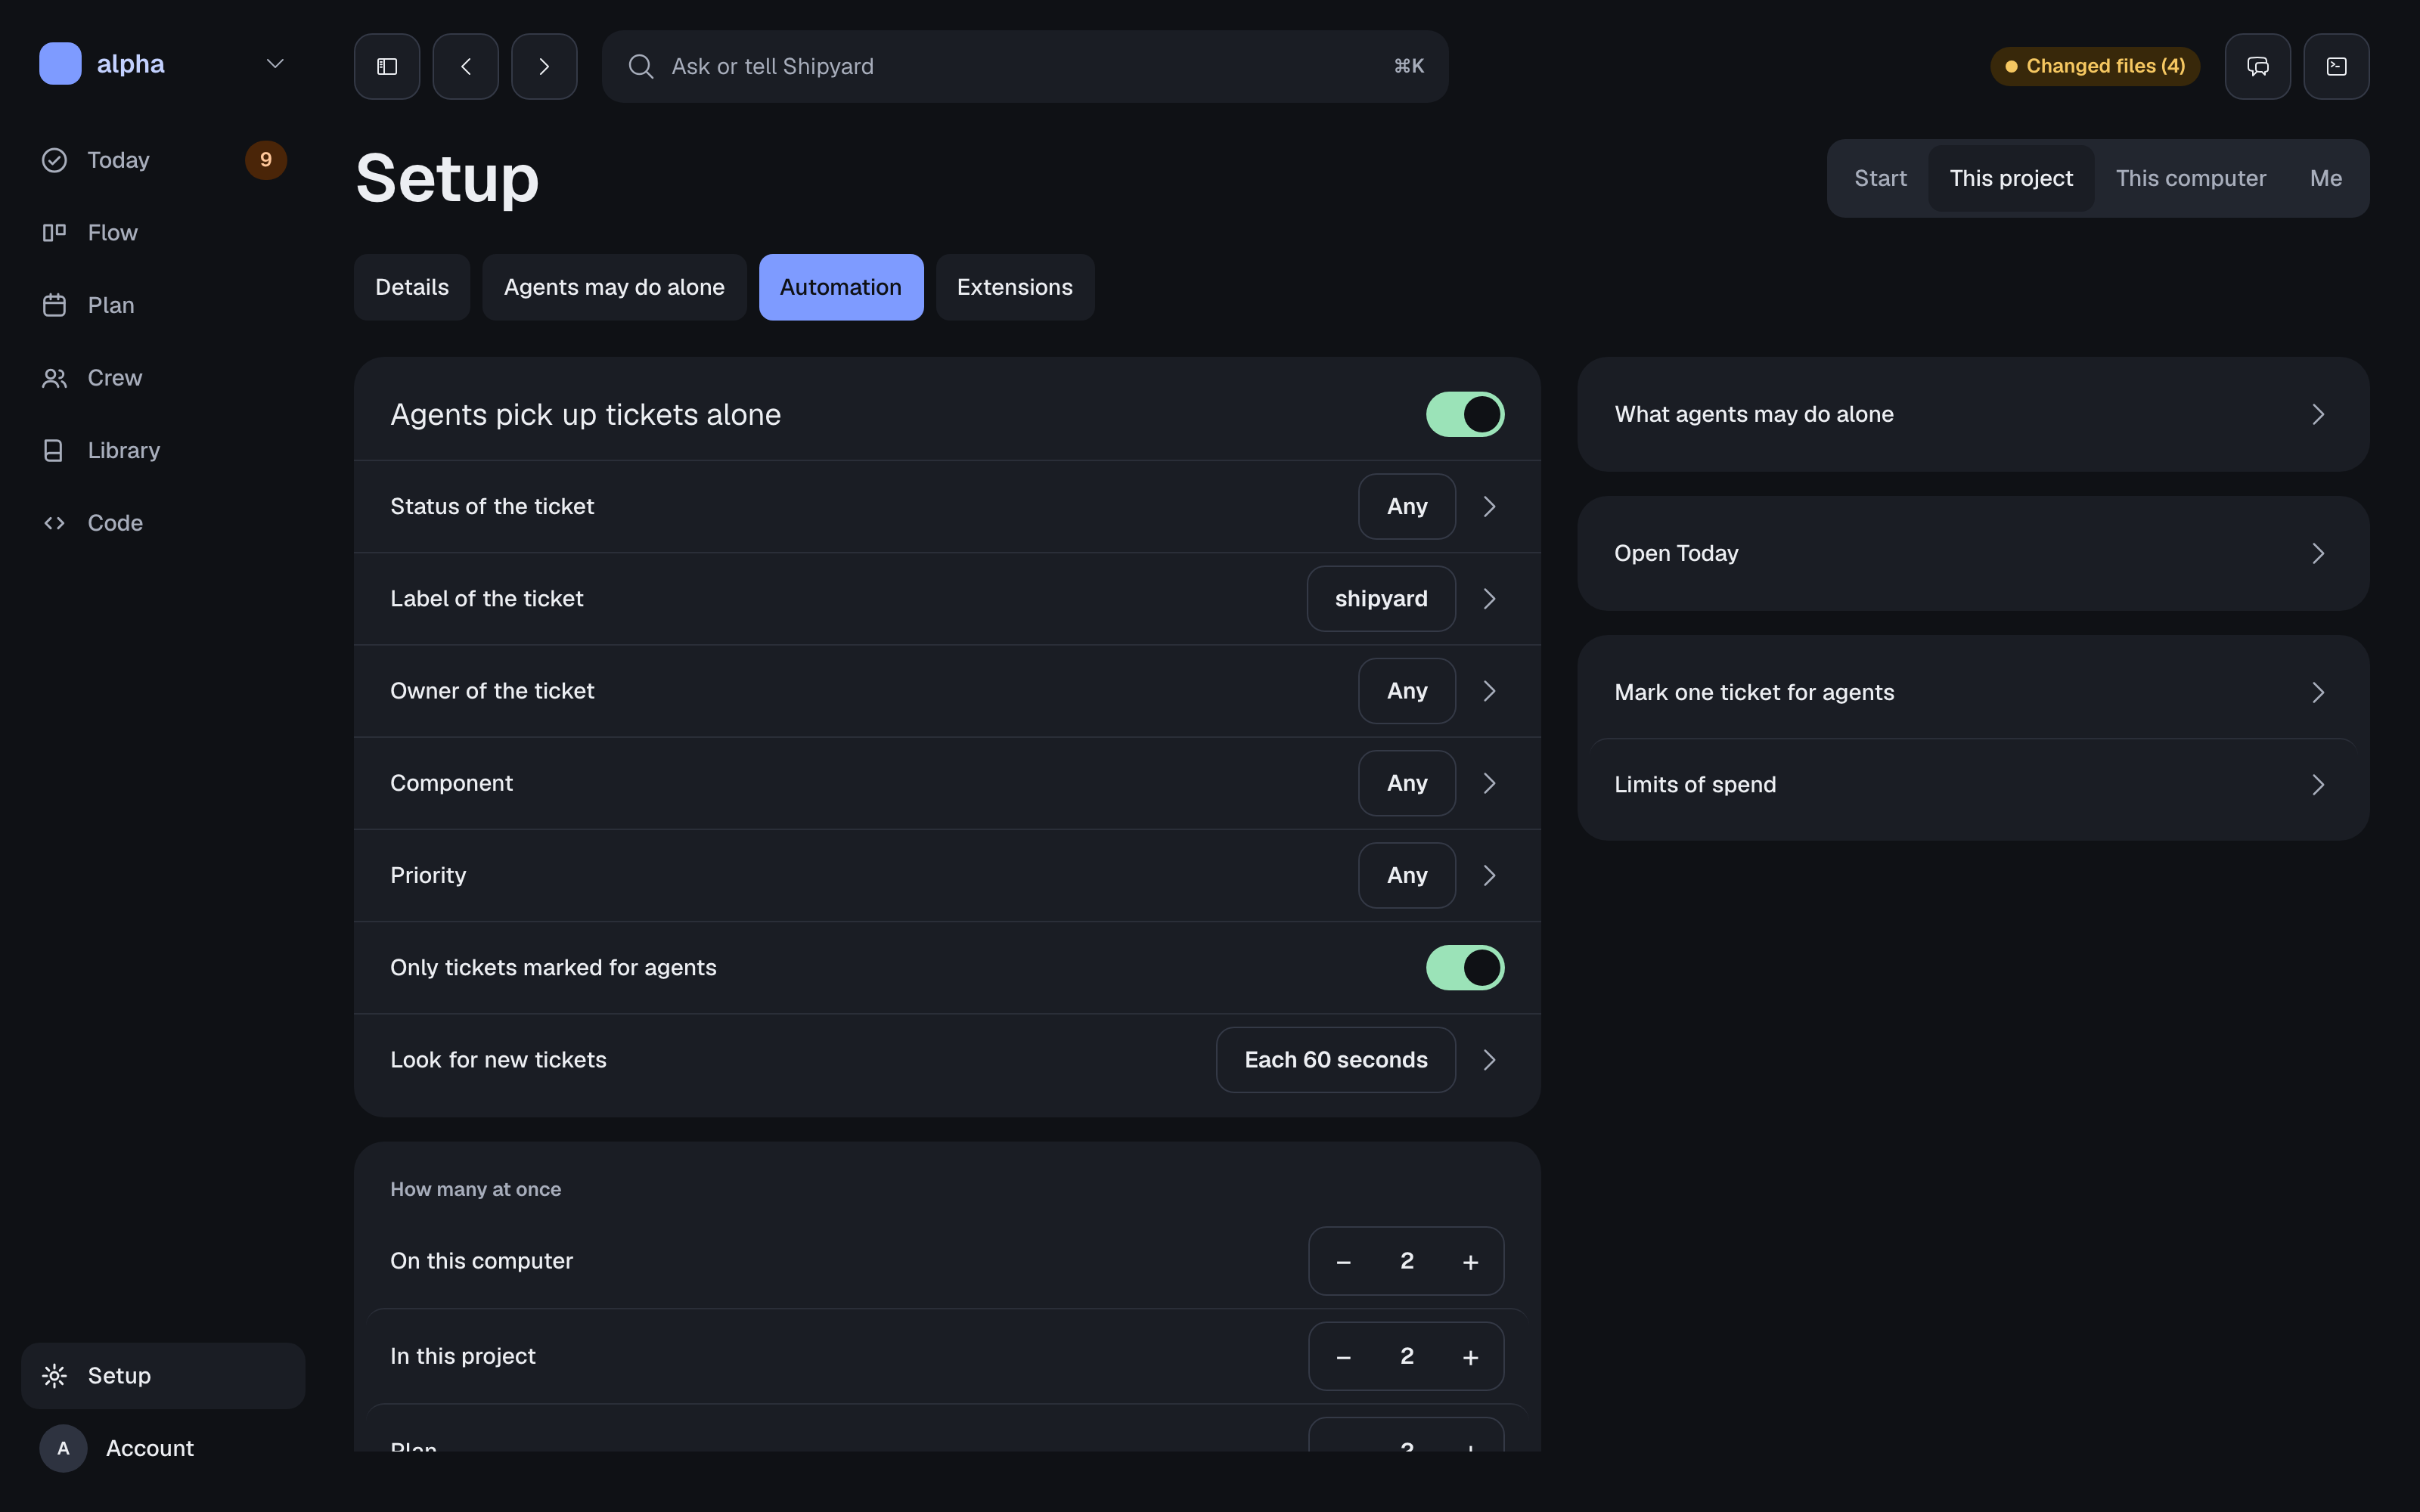 alpha
Ask or tell Shipyard
⌘K
Changed files (4)
Today
9
Flow
Plan
Crew
Library
Code
Setup
Start
This project
This computer
Me
Details
Agents may do alone
Automation
Extensions
Agents pick up tickets alone
Status of the ticket
Any
Label of the ticket
shipyard
Owner of the ticket
Any
Component
Any
Priority
Any
Only tickets marked for agents
Look for new tickets
Each 60 seconds
What agents may do alone
Open Today
Mark one ticket for agents
Limits of spend
How many at once
On this computer
− 2 +
In this project
− 2 +
Plan
Setup
A
Account